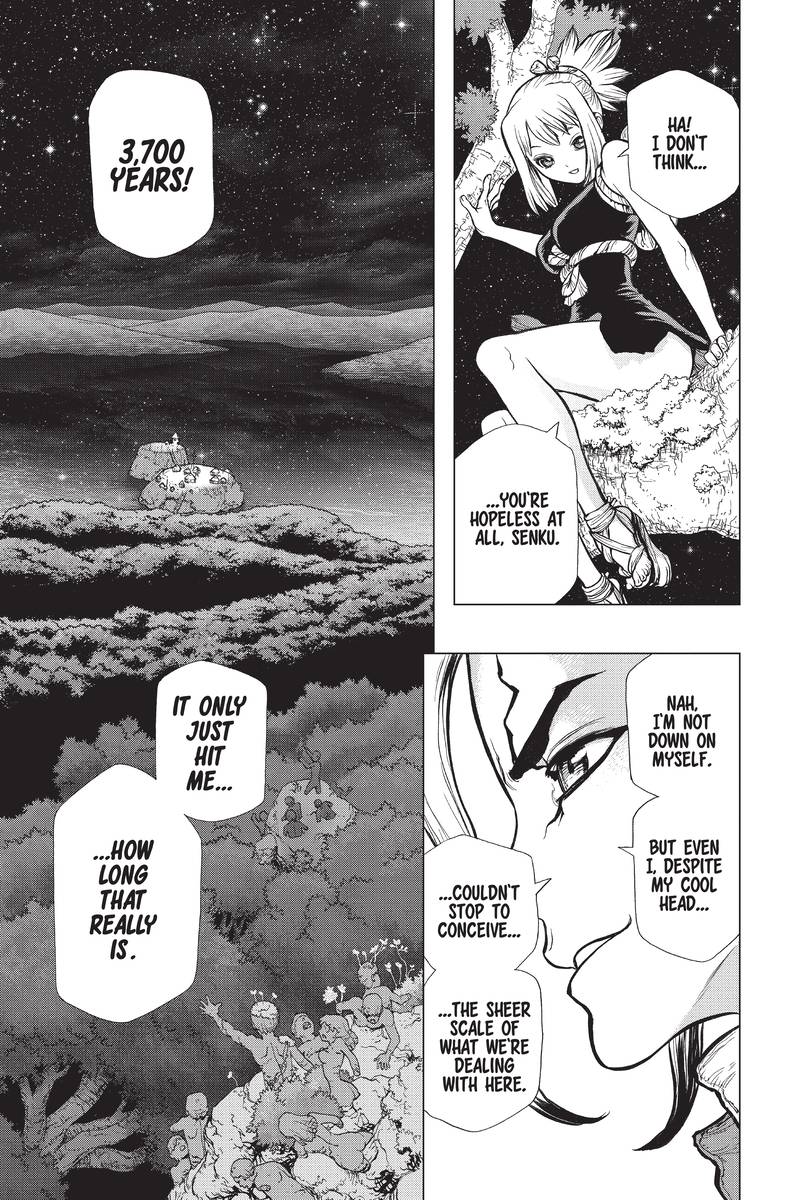 HA!
I DON'T
THINK...
...YOU'RE
HOPELESS AT
ALL, SENKU.
NAH,
I'M NOT
DOWN ON
MYSELF.
BUT EVEN
I, DESPITE
MY COOL
HEAD...
...COULDN'T
STOP TO
CONCEIVE...
...THE SHEER
SCALE OF
WHAT WE'RE
DEALING
WITH HERE.
3,700
YEARS!
IT ONLY
JUST
HIT
ME...
...HOW
LONG
THAT
REALLY
IS.